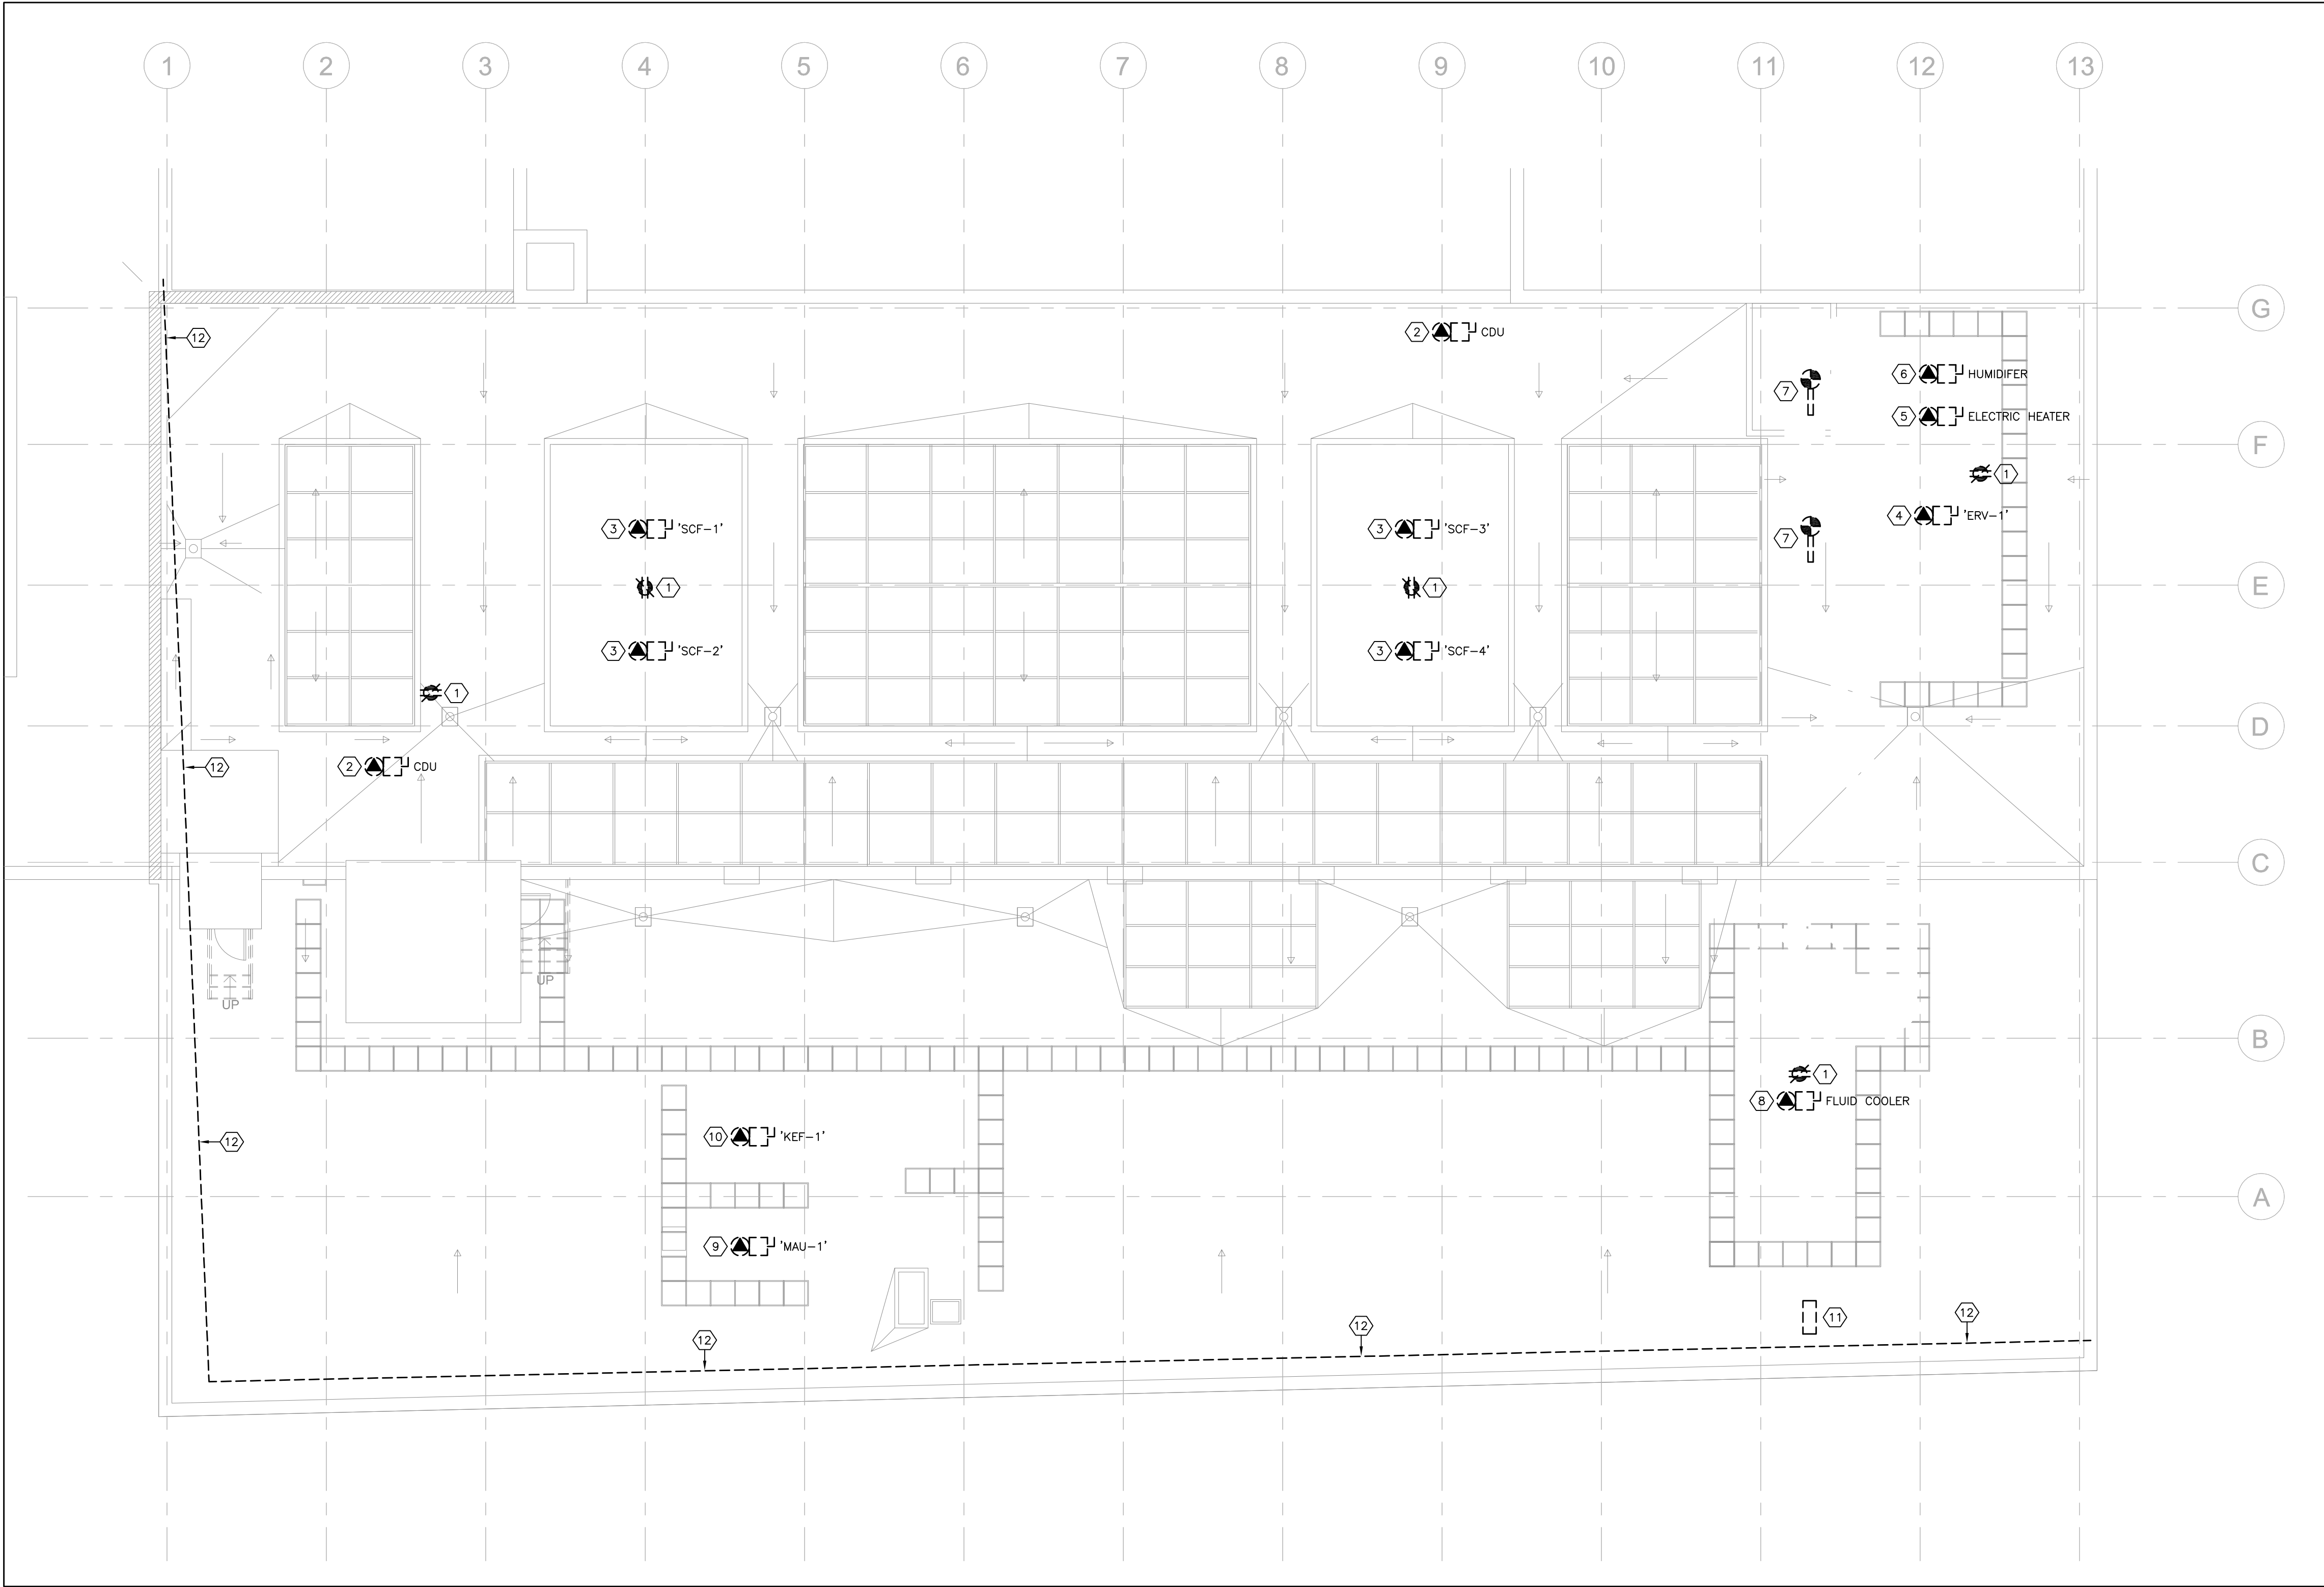 1 2 3 4 5 6 7 8 9 10 11 12 13
G
12
2 CDU
7
6 HUMIDIFER
5 ELECTRIC HEATER
F
1
3 'SCF-1'
3 'SCF-3'
7
4 'ERV-1'
1
1
E
3 'SCF-2'
3 'SCF-4'
1
D
12
2 CDU
C
UP
UP
B
1
8 FLUID COOLER
10 'KEF-1'
12
A
9 'MAU-1'
12
12
11
12